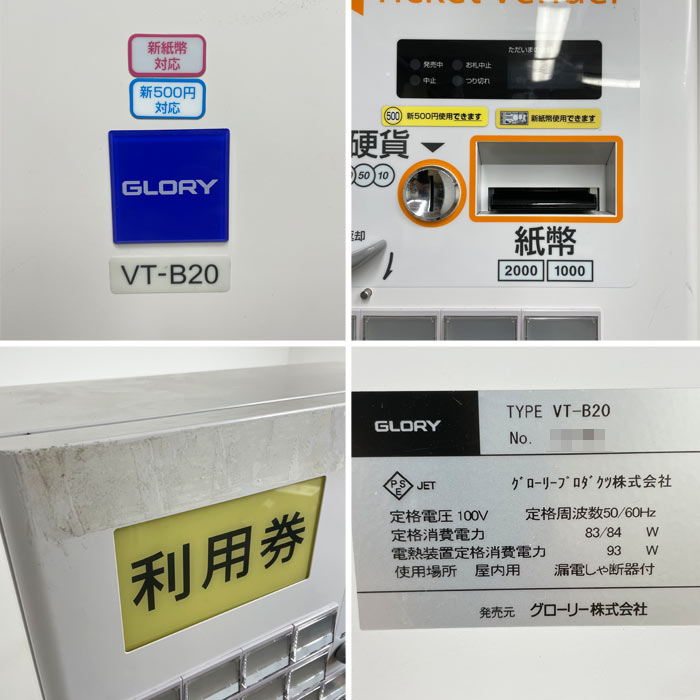 新紙幣
対応
新500円
対応
GLORY
VT-B20
Ticket Vender
ただいまの
発売中
お札中止
中止
つり切れ
500
新500円使用できます
新紙幣使用できます
硬貨
50
10
紙幣
2000
1000
却
利用券
GLORY
TYPE VT-B20
No.
PSE
JET
グローリープロダクツ株式会社
定格電圧 100V 定格周波数50/60Hz
定格消費電力 83/84 W
電熱装置定格消費電力 93 W
使用場所 屋内用 漏電しゃ断器付
発売元 グローリー株式会社